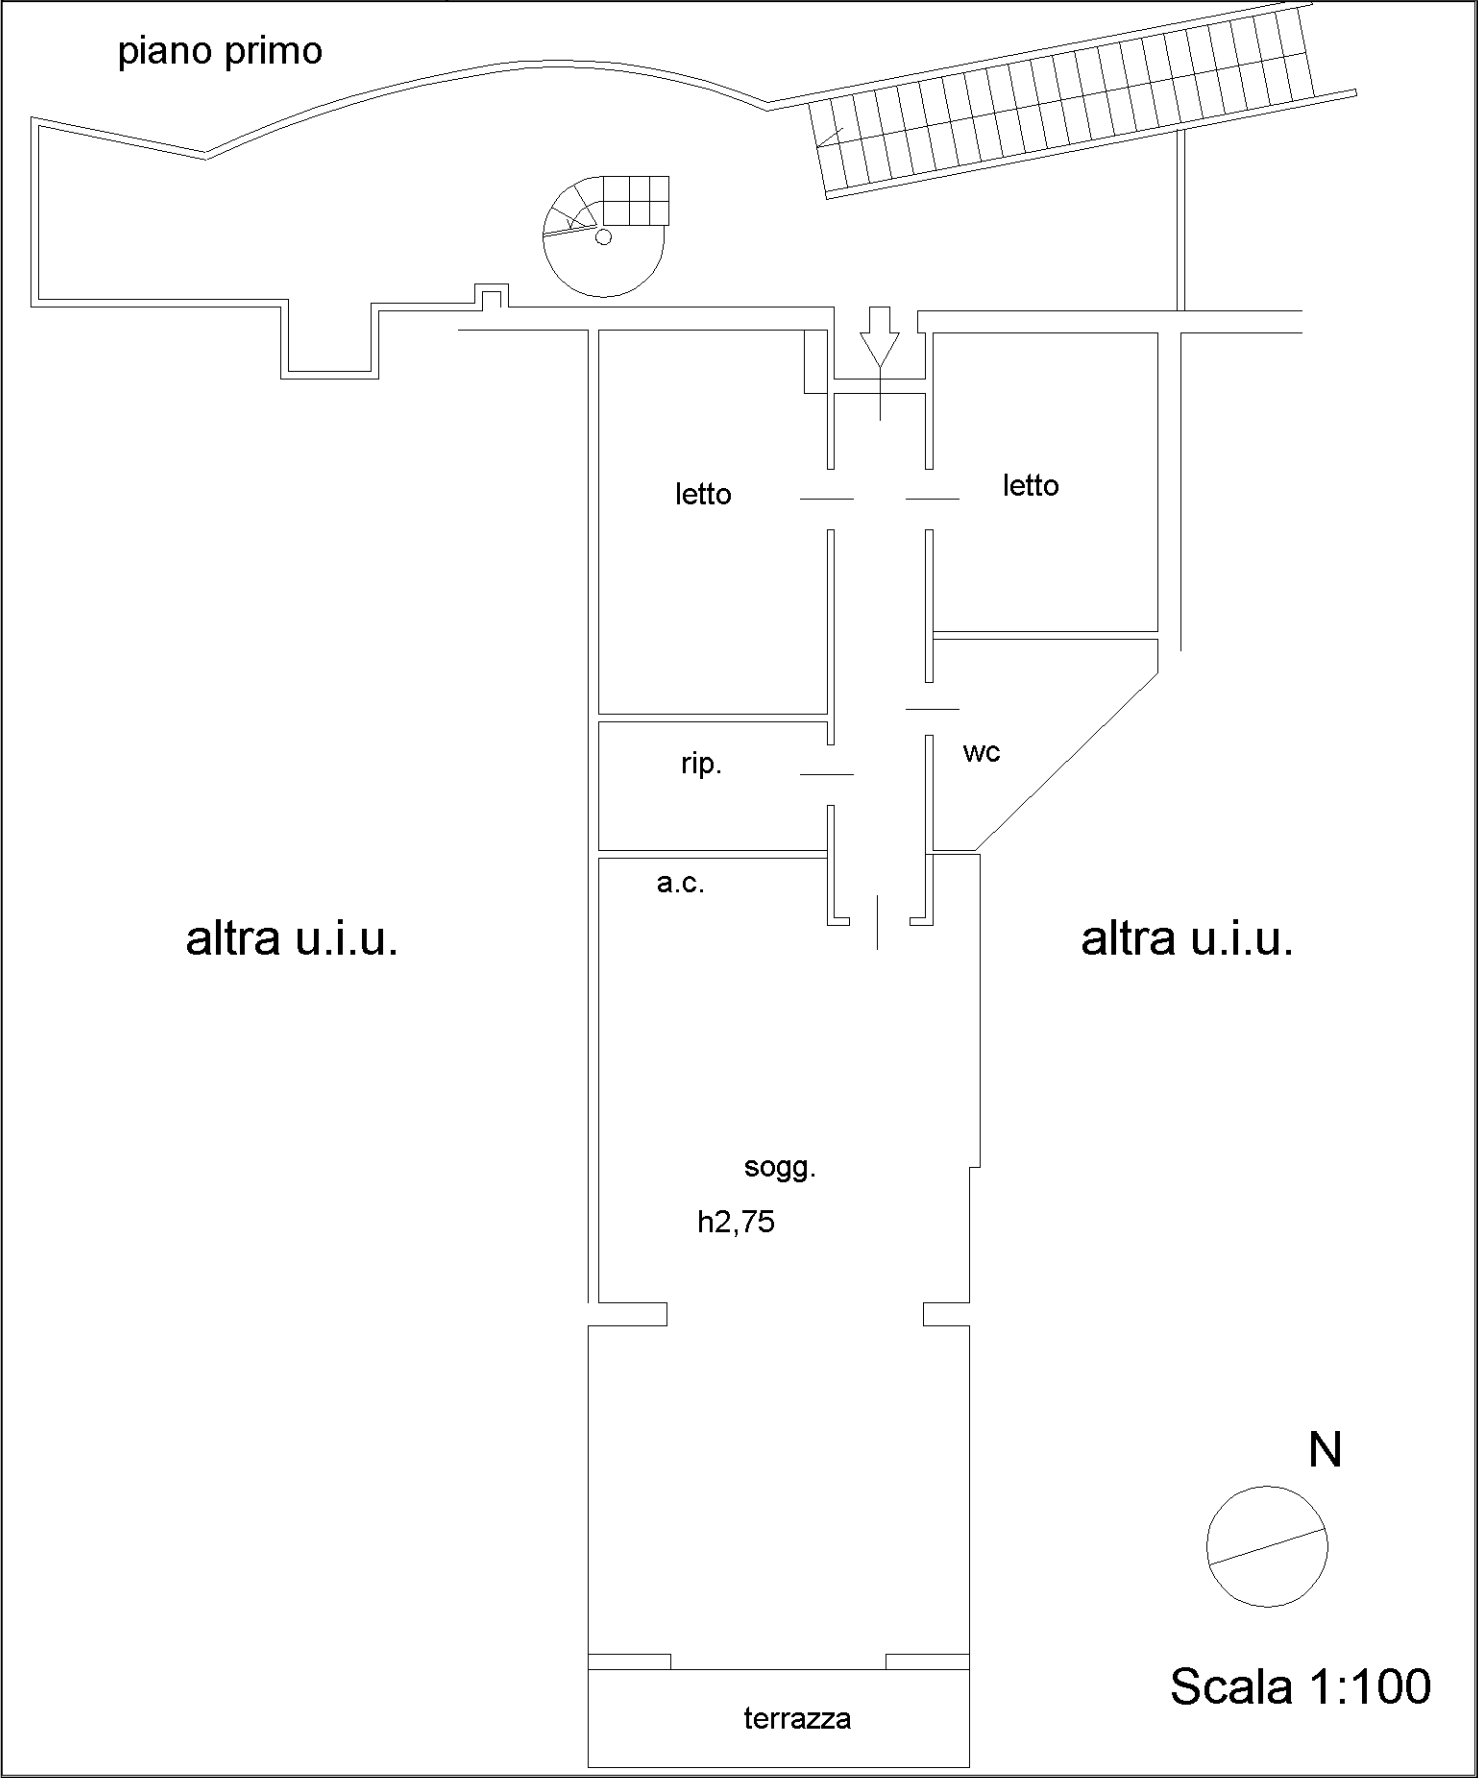 piano primo
letto
letto
rip.
wc
a.c.
altra u.i.u.
altra u.i.u.
sogg.
h2,75
N
Scala 1:100
terrazza